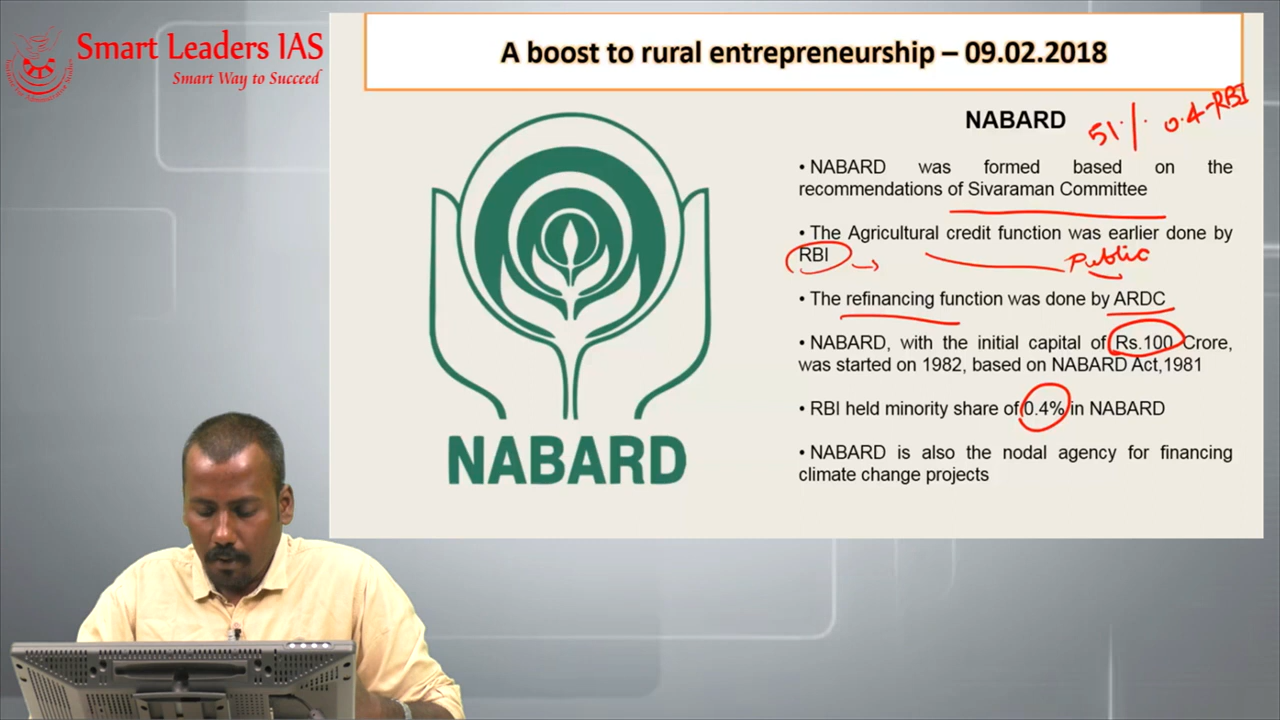 Smart Leaders IAS
Smart Way to Succeed
A boost to rural entrepreneurship – 09.02.2018
NABARD
51% 0.4-RBI
• NABARD was formed based on the
recommendations of Sivaraman Committee
• The Agricultural credit function was earlier done by
RBI
Public
• The refinancing function was done by ARDC
• NABARD, with the initial capital of Rs.100 Crore,
was started on 1982, based on NABARD Act,1981
• RBI held minority share of 0.4% in NABARD
• NABARD is also the nodal agency for financing
climate change projects
NABARD